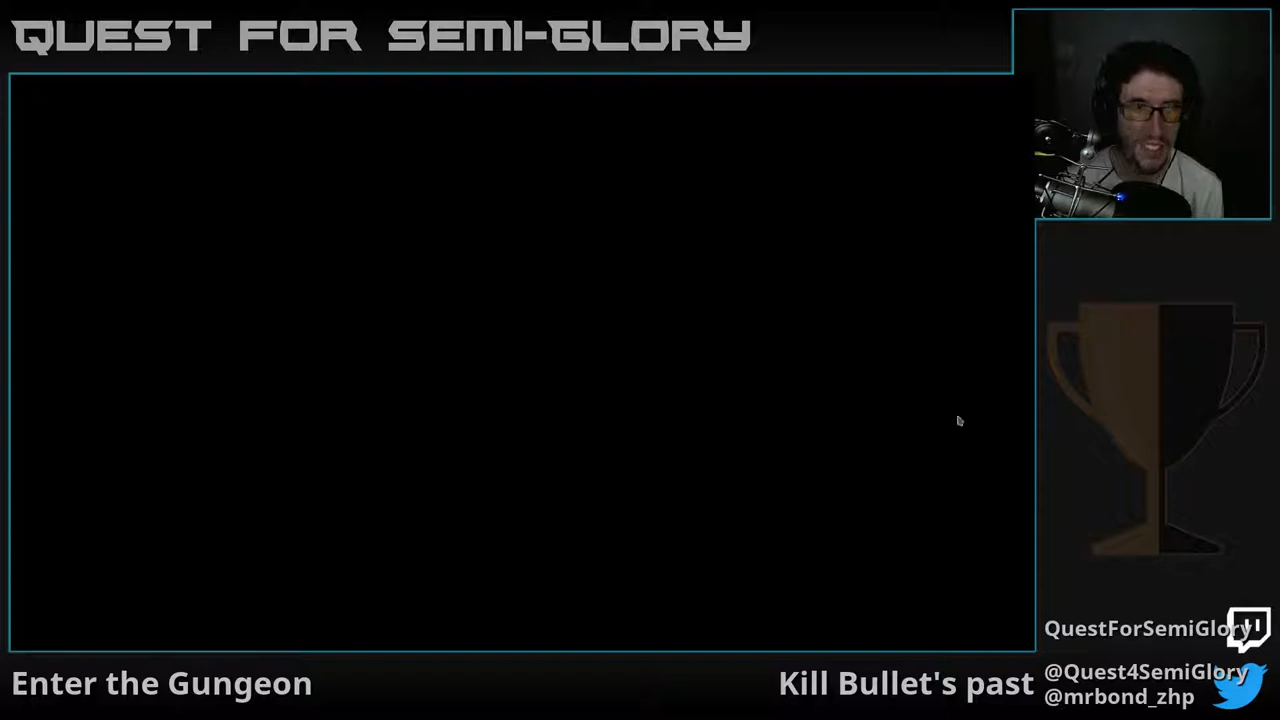 QUEST FOR SEMI-GLORY
QuestForSemiGlory
@Quest4SemiGlory
@mrbond_zhp
Enter the Gungeon
Kill Bullet's past